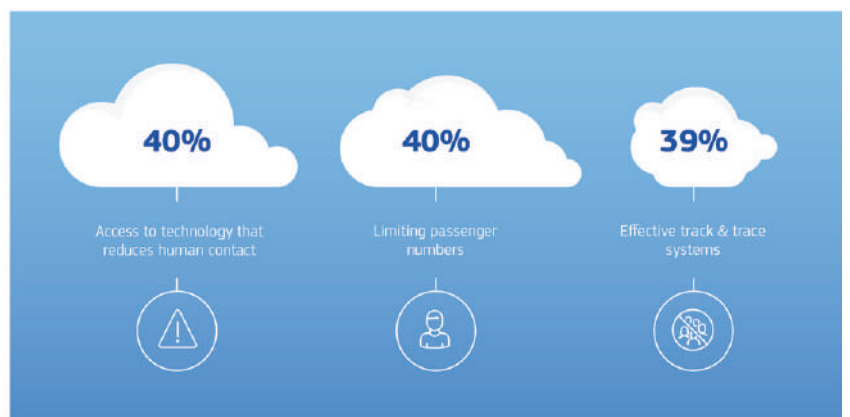 40%
40%
39%
Access to technology that
reduces human contact
Limiting passenger
numbers
Effective track & trace
systems